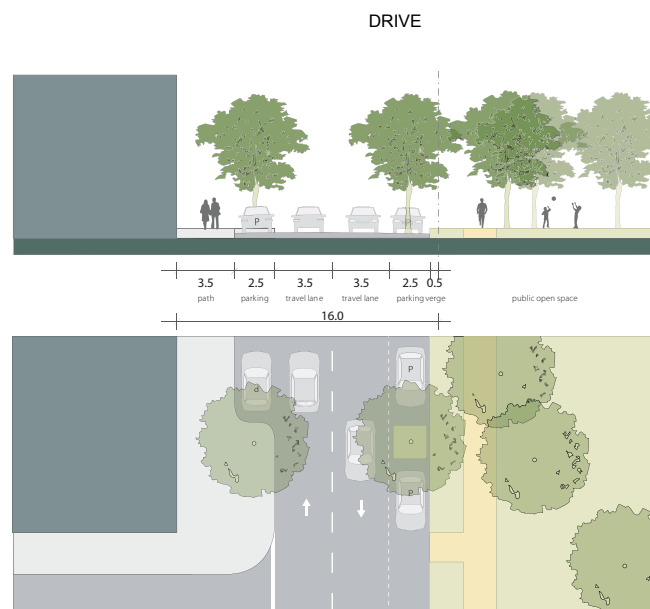 DRIVE
P
P
3.5 2.5 3.5 3.5 2.5 0.5
path parking travel lane travel lane parking verge public open space
16.0
P
P
P